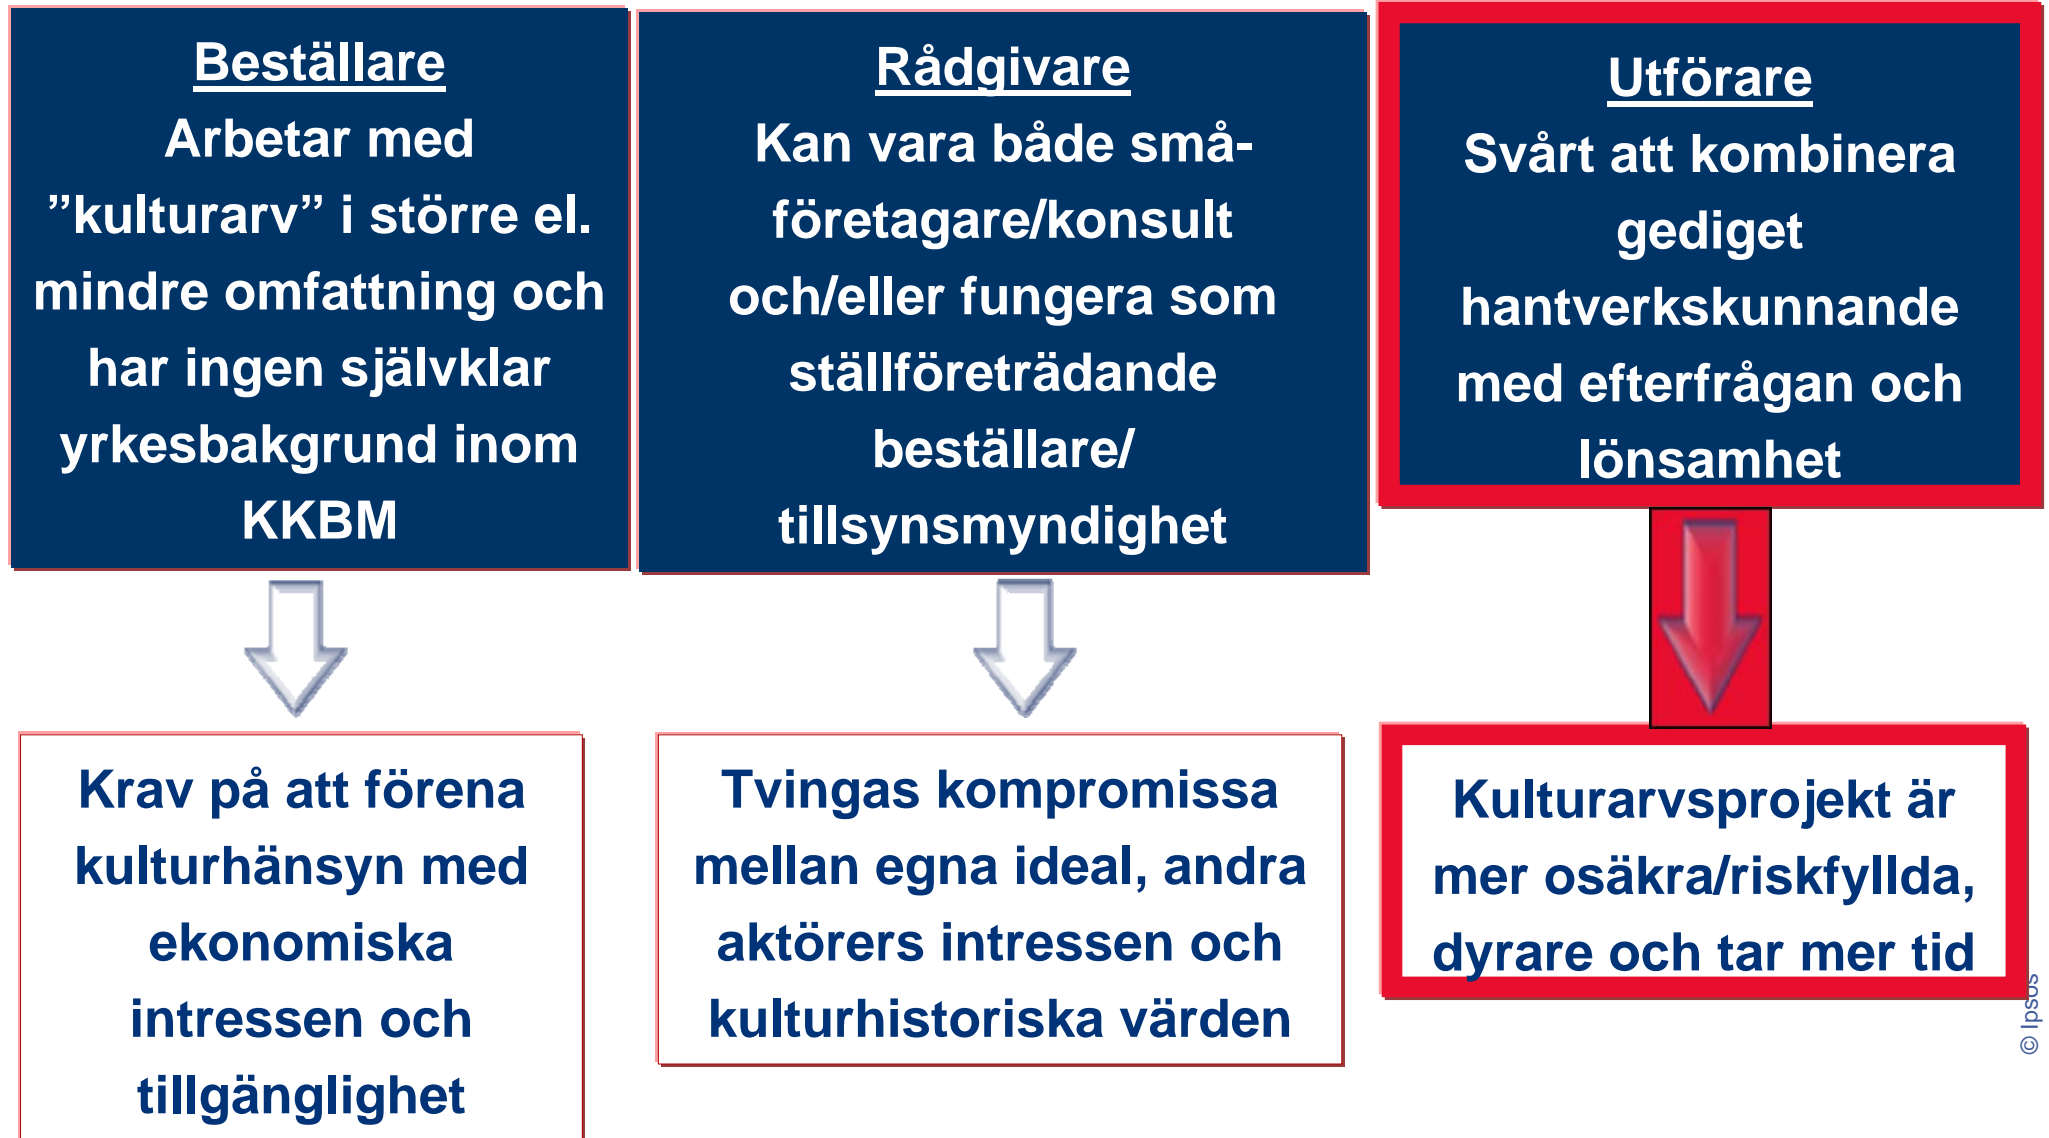 Beställare
Arbetar med
”kulturarv” i större el.
mindre omfattning och
har ingen självklar
yrkesbakgrund inom
KKBM
Rådgivare
Kan vara både små-
företagare/konsult
och/eller fungera som
ställföreträdande
beställare/
tillsynsmyndighet
Utförare
Svårt att kombinera
gediget
hantverkskunnande
med efterfrågan och
lönsamhet
Krav på att förena
kulturhänsyn med
ekonomiska
intressen och
tillgänglighet
Tvingas kompromissa
mellan egna ideal, andra
aktörers intressen och
kulturhistoriska värden
Kulturarvsprojekt är
mer osäkra/riskfyllda,
dyrare och tar mer tid
© Ipsos